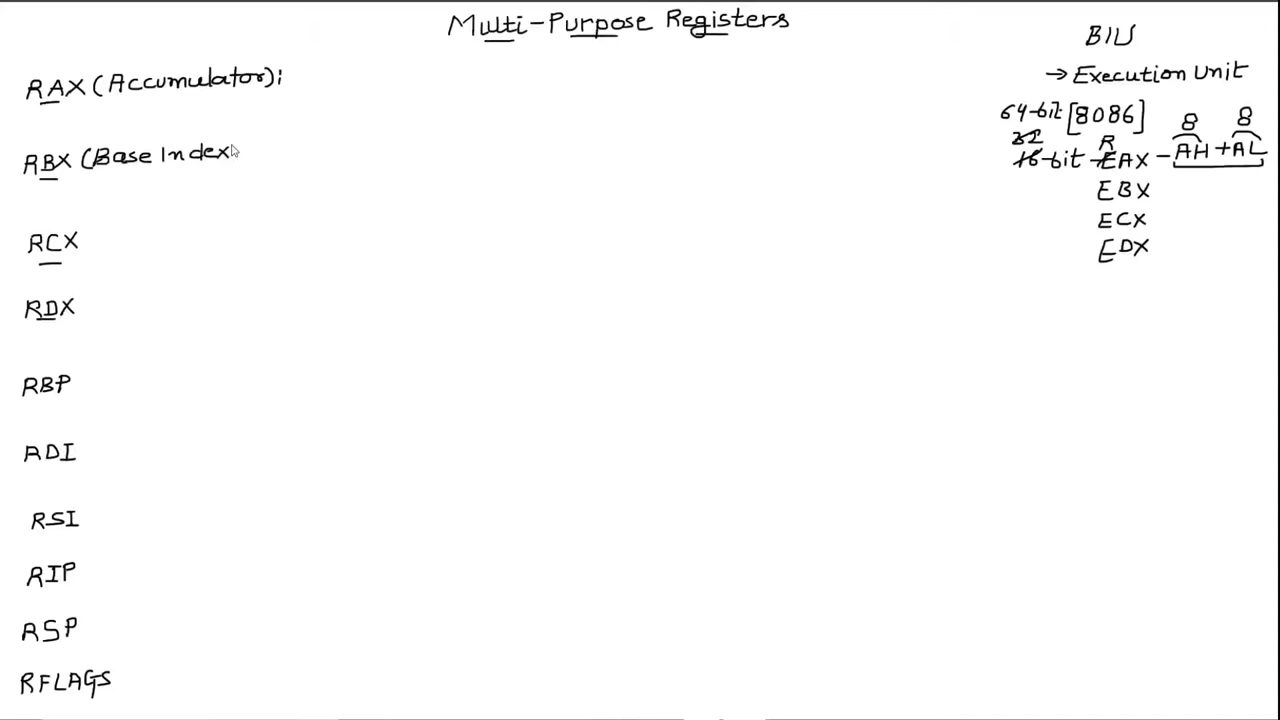 Multi-Purpose Registers
RAX (Accumulator):
RBX (Base Index
RCX
RDX
RBP
RDI
RSI
RIP
RSP
RFLAGS
BIU
→ Execution Unit
64-bit [8086]
32 R 8 8
16-bit - EAX - AH + AL
EBX
ECX
EDX